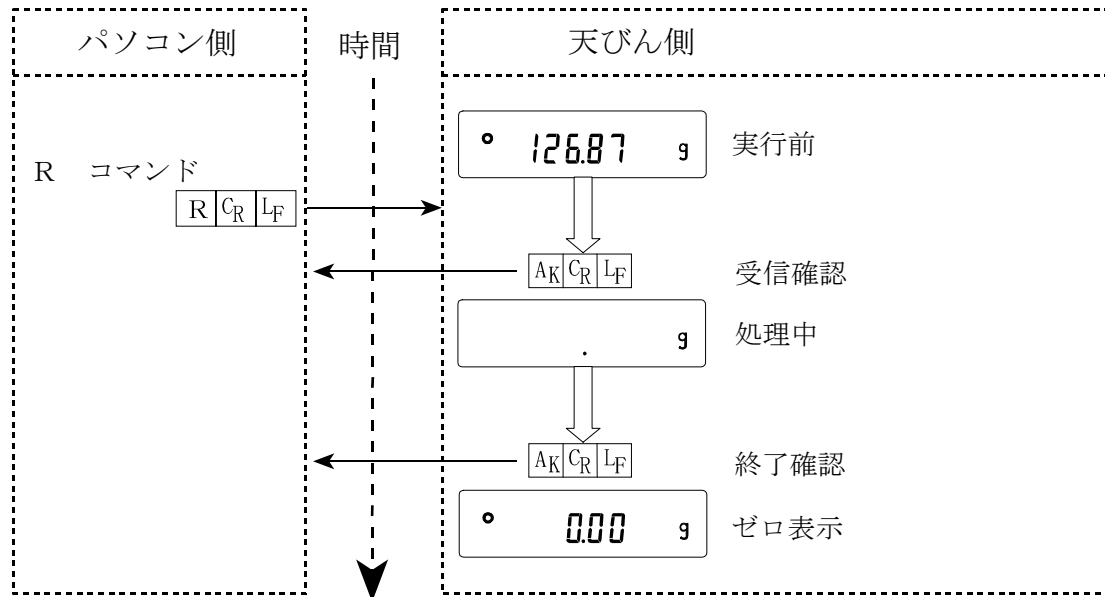 パソコン側
時間
天びん側
126.87 g 実行前
R コマンド
R CR LF
AK CR LF 受信確認
. g 処理中
AK CR LF 終了確認
0.00 g ゼロ表示